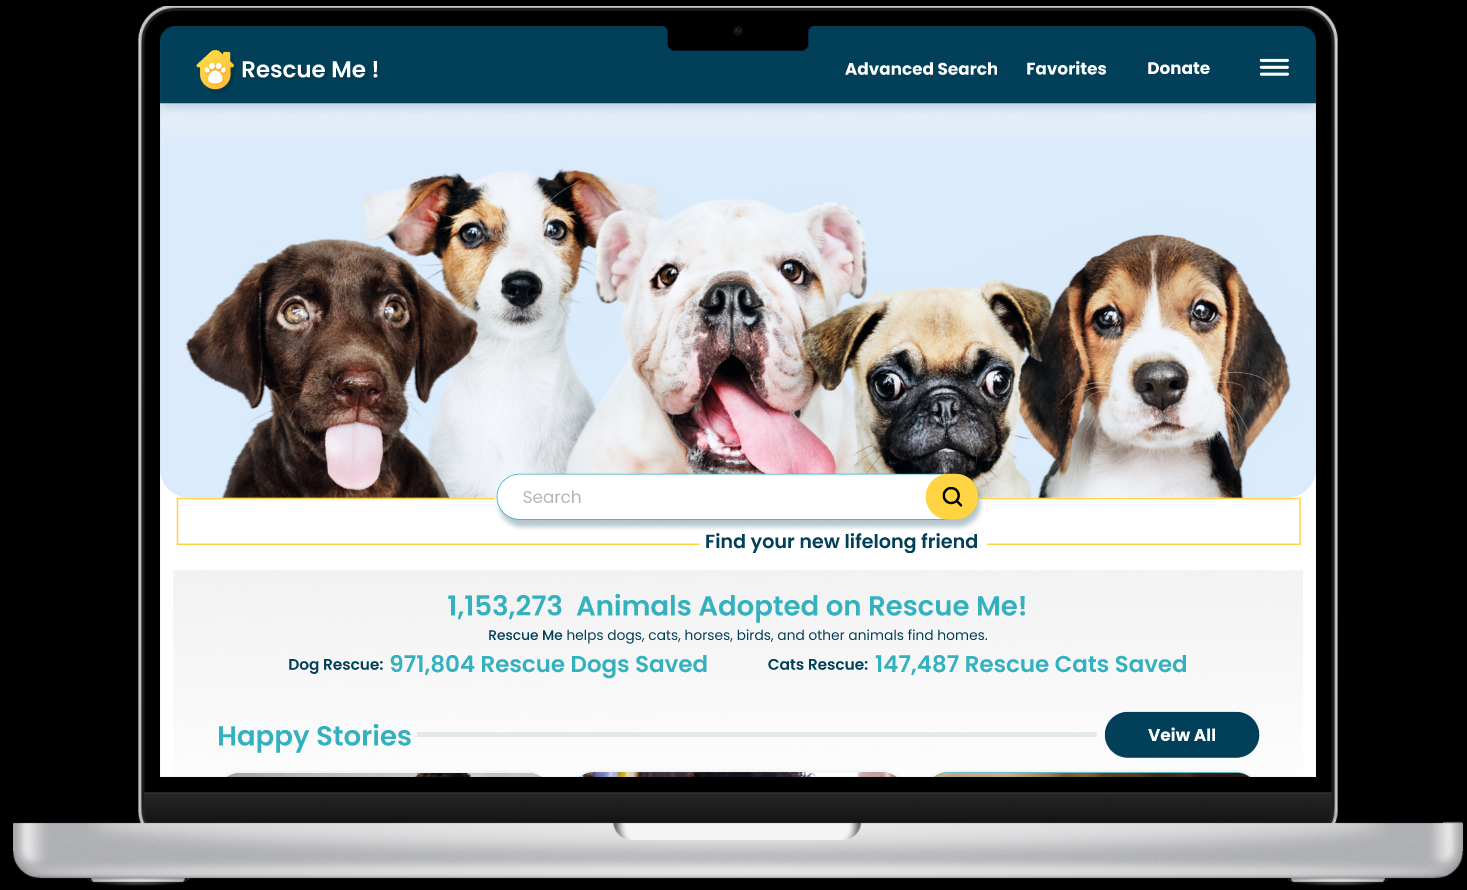 Rescue Me !
Advanced Search Favorites Donate
Search
Find your new lifelong friend
1,153,273 Animals Adopted on Rescue Me!
Rescue Me helps dogs, cats, horses, birds, and other animals find homes.
Dog Rescue: 971,804 Rescue Dogs Saved Cats Rescue: 147,487 Rescue Cats Saved
Happy Stories
Veiw All